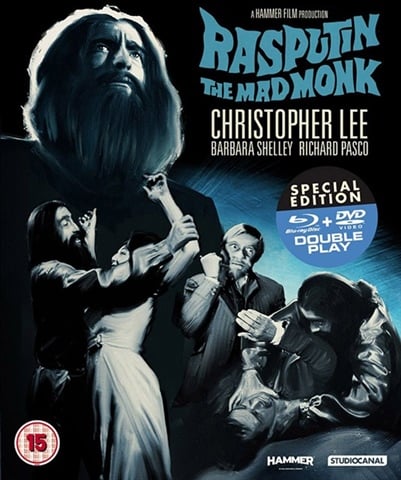 A HAMMER FILM PRODUCTION
RASPUTIN
THE MAD MONK
CHRISTOPHER LEE
BARBARA SHELLEY RICHARD PASCO
SPECIAL
EDITION
Blu-ray Disc + DVD VIDEO
DOUBLE
PLAY
15
HAMMER STUDIOCANAL